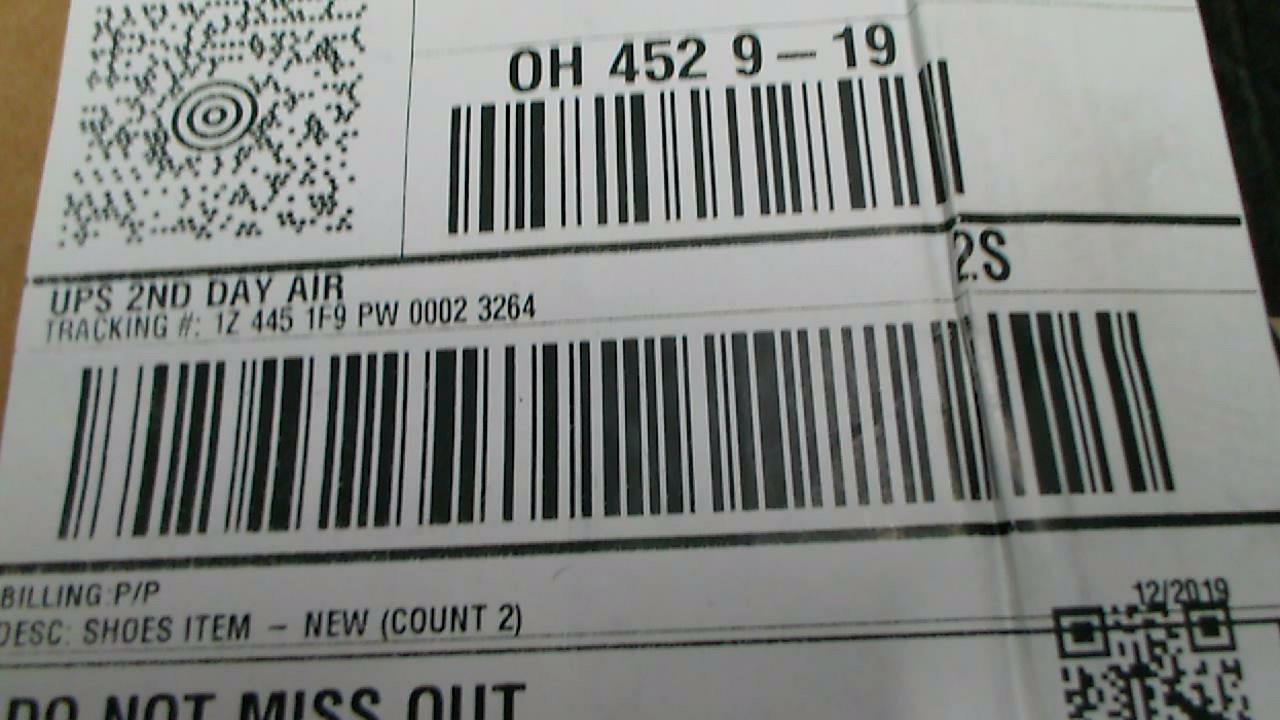 OH 452 9-19
2S
UPS 2ND DAY AIR
TRACKING #: 1Z 445 1F9 PW 0002 3264
BILLING:P/P
DESC: SHOES ITEM - NEW (COUNT 2)
12/2019
DO NOT MISS OUT